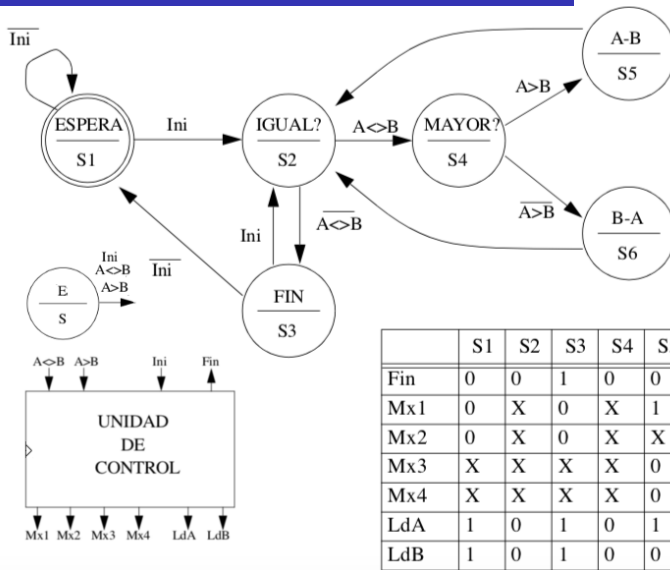 Ini
ESPERA
S1
Ini
IGUAL?
S2
A<>B
MAYOR?
S4
A>B
A-B
S5
A>B
B-A
S6
Ini
A<>B
FIN
S3
Ini
E
S
Ini
A<>B
A>B
A<>B A>B Ini Fin
UNIDAD
DE
CONTROL
Mx1 Mx2 Mx3 Mx4 LdA LdB
S1 S2 S3 S4
Fin 0 0 1 0 0
Mx1 0 X 0 X 1
Mx2 0 X 0 X X
Mx3 X X X X 0
Mx4 X X X X 0
LdA 1 0 1 0 1
LdB 1 0 1 0 0